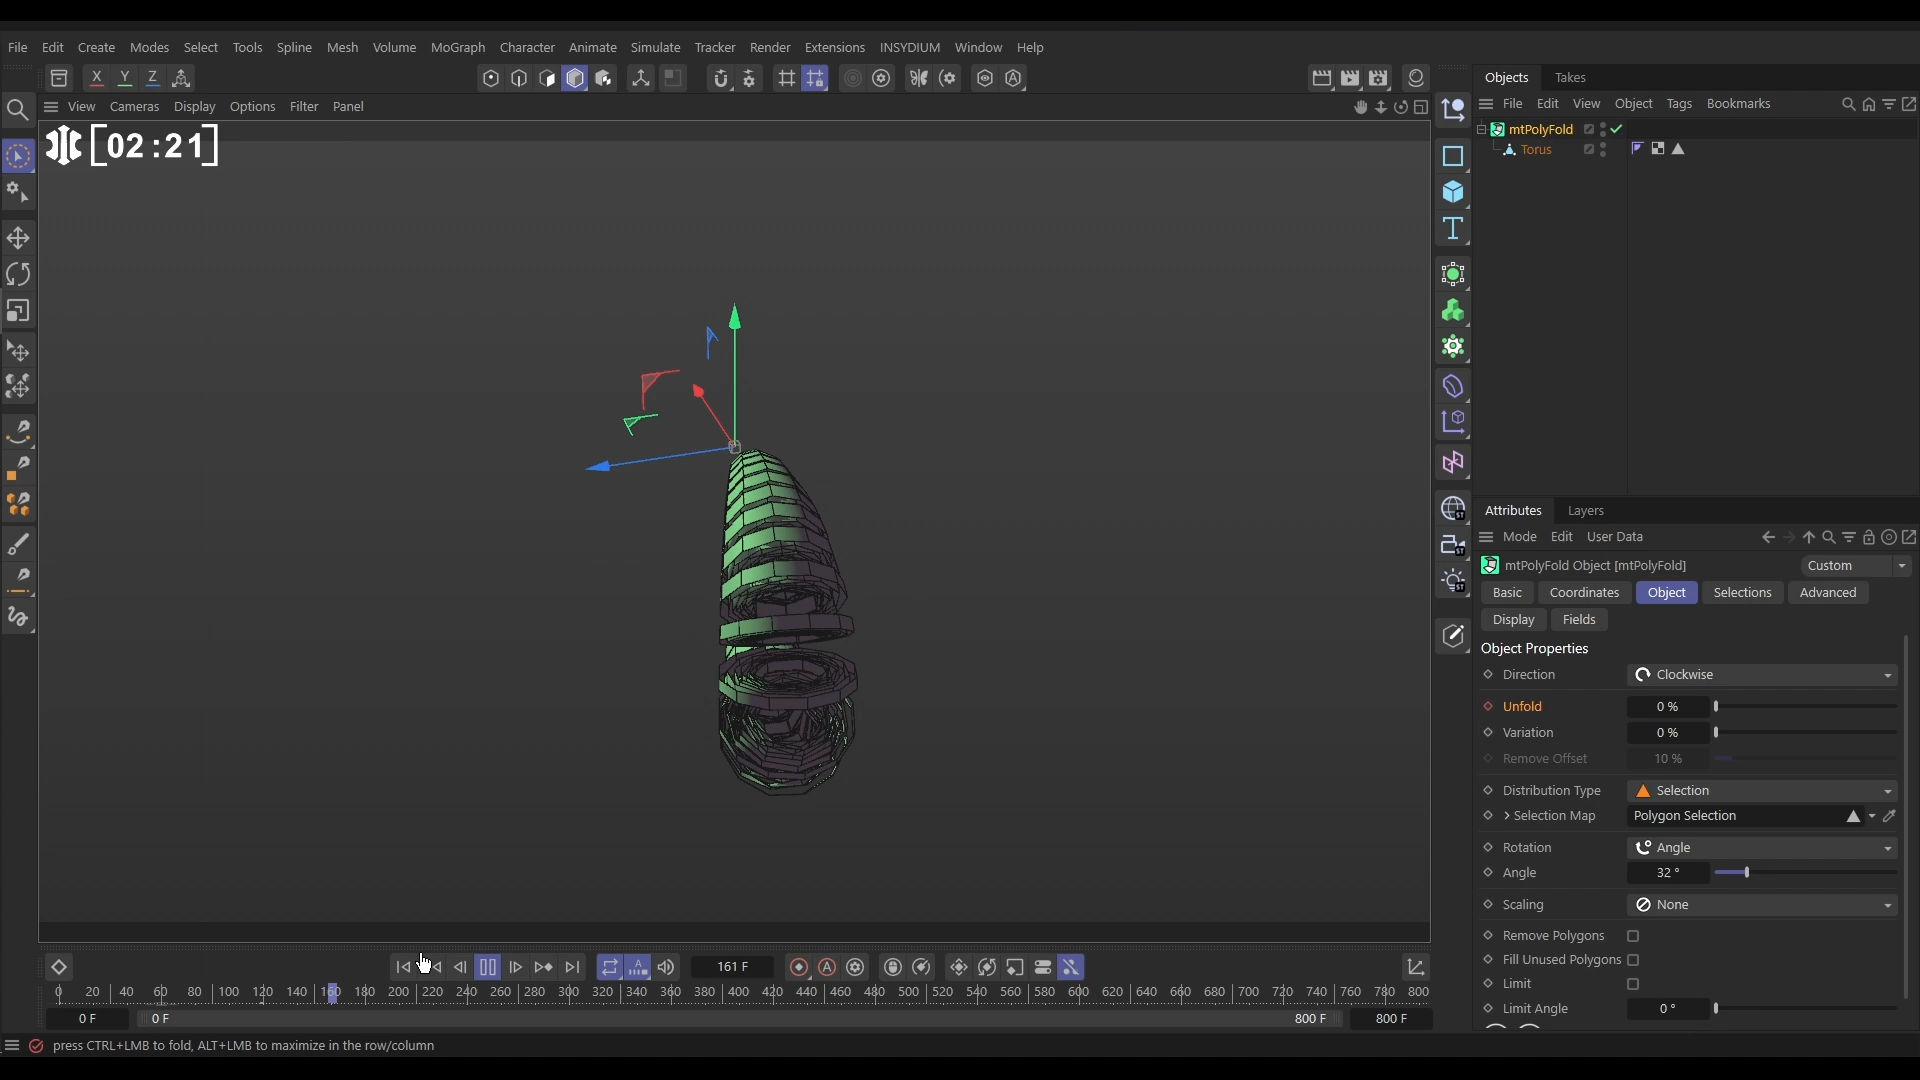 File Edit Create Modes Select Tools Spline Mesh Volume MoGraph Character Animate Simulate Tracker Render Extensions INSYDIUM Window Help
X Y Z
Objects Takes
View Cameras Display Options Filter Panel
File Edit View Object Tags Bookmarks
[02:21]
mtPolyFold
Torus
Attributes Layers
Mode Edit User Data
mtPolyFold Object [mtPolyFold] Custom
Basic Coordinates Object Selections Advanced
Display Fields
Object Properties
Direction Clockwise
Unfold 0 %
Variation 0 %
Remove Offset 10 %
Distribution Type Selection
Selection Map Polygon Selection
Rotation Angle
Angle 32 °
Scaling None
Remove Polygons
Fill Unused Polygons
Limit
Limit Angle 0 °
161 F
0 20 40 60 80 100 120 140 160 180 200 220 240 260 280 300 320 340 360 380 400 420 440 460 480 500 520 540 560 580 600 620 640 660 680 700 720 740 760 780 800
0 F 0 F 800 F 800 F
press CTRL+LMB to fold, ALT+LMB to maximize in the row/column